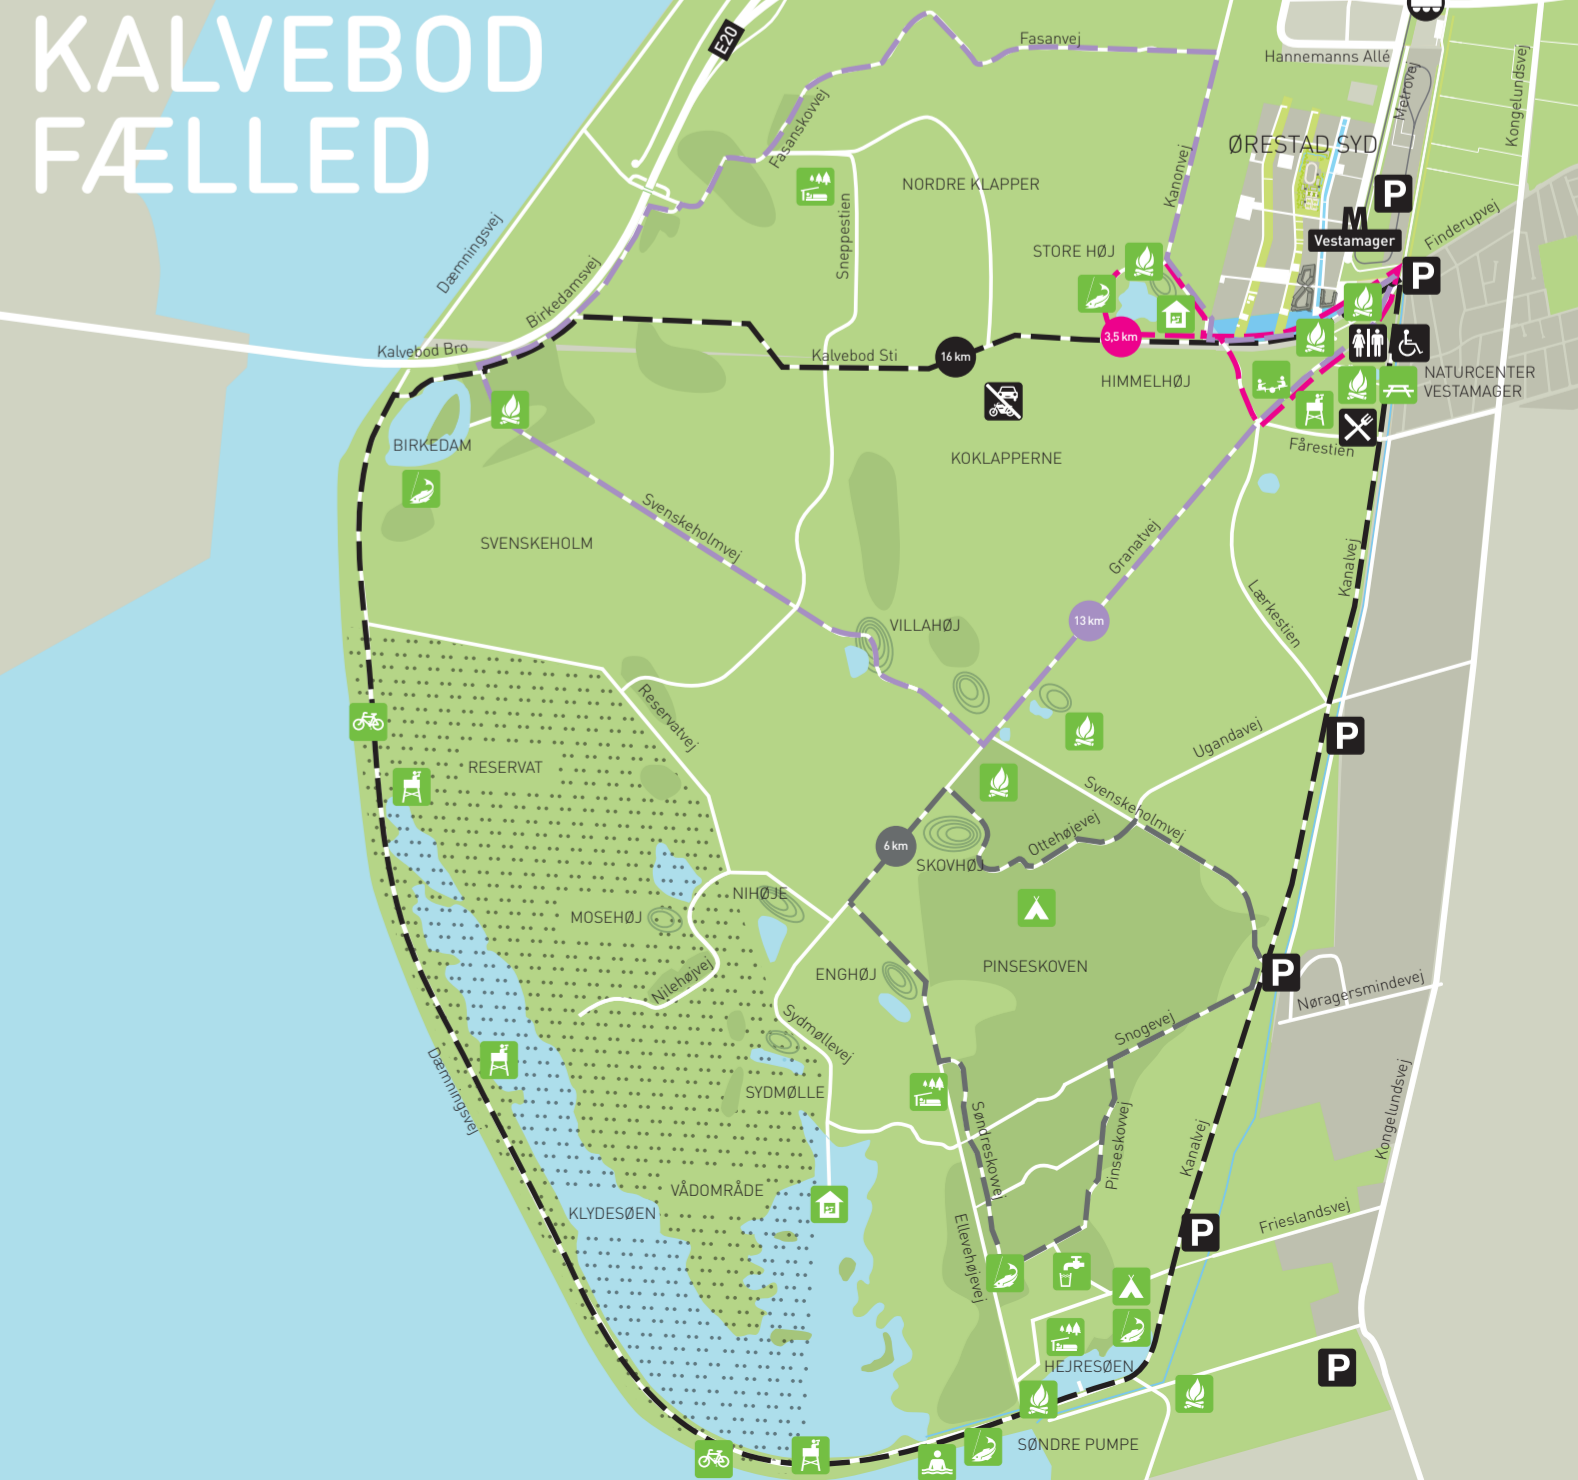 KALVEBOD
FÆLLED
E20
Fasanvej
Hannemanns Allé
Metrovej
Kongelundsvej
Fasanskovvej
ØRESTAD SYD
Kanonvej
NORDRE KLAPPER
P
M
Vestamager
Finderupvej
Sneppestien
Dæmningsvej
STORE HØJ
P
Birkedamsvej
3,5 km
Kalvebod Bro
Kalvebod Sti
16 km
HIMMELHØJ
NATURCENTER
VESTAMAGER
BIRKEDAM
Fårestien
KOKLAPPERNE
Svenskeholmvej
SVENSKEHOLM
Granatvej
Kanalvej
Lærkestien
VILLAHØJ
13 km
Reservatvej
Ugandavej
P
RESERVAT
Svenskeholmvej
Ottehøjevej
6 km
SKOVHØJ
NIHØJE
MOSEHØJ
ENGHØJ
PINSESKOVEN
P
Nilehøjvej
Nøragersmindevej
Sydmøllevej
Snogevej
Dæmningsvej
SYDMØLLE
Søndreskovvej
Pinseskovvej
Kanalvej
Kongelundsvej
VÅDOMRÅDE
KLYDESØEN
Ellevehøjevej
P
Frieslandsvej
HEJRESØEN
P
SØNDRE PUMPE